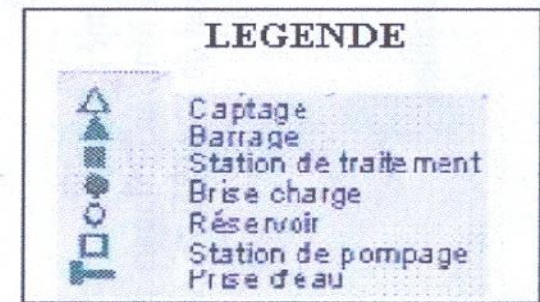 LEGENDE
Captage
Barrage
Station de traitement
Brise charge
Réservoir
Station de pompage
Prise d'eau